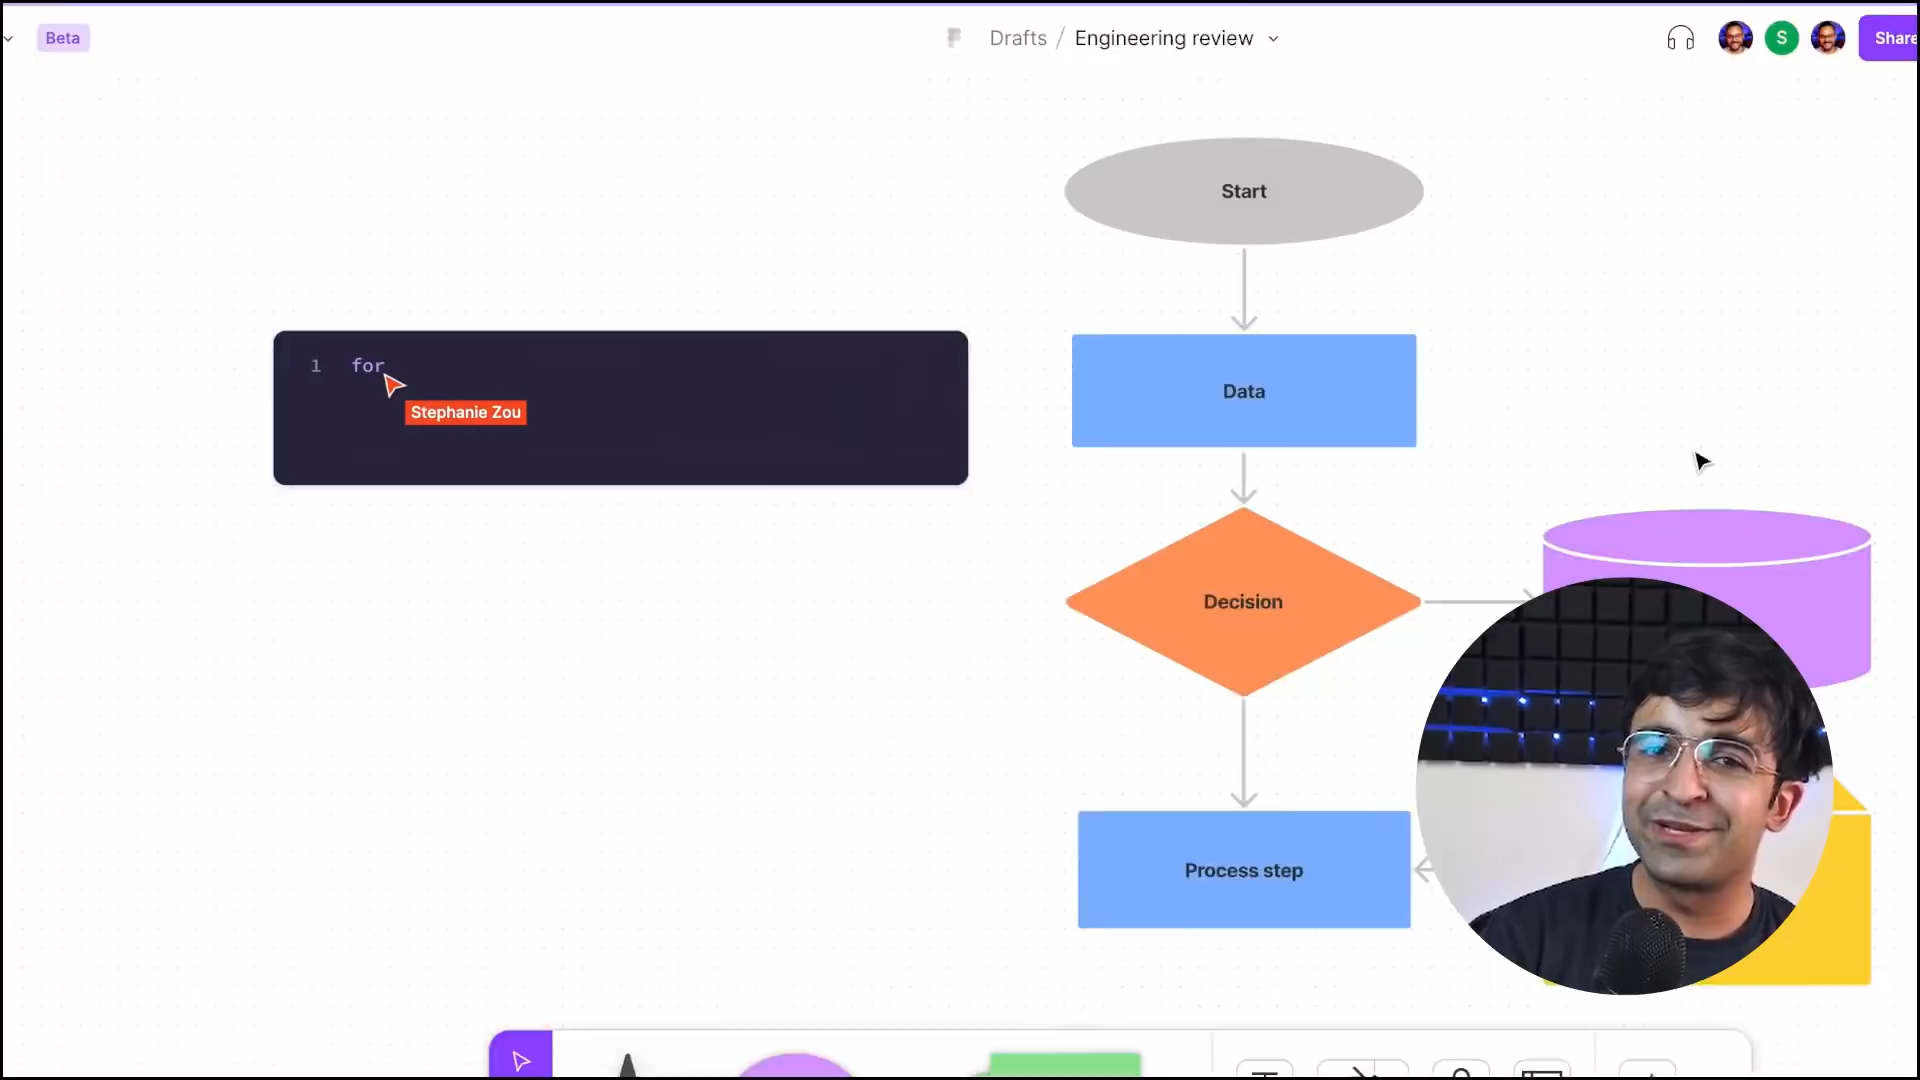 Beta
Drafts / Engineering review
S
Share
Start
1 for
Stephanie Zou
Data
Decision
Process step